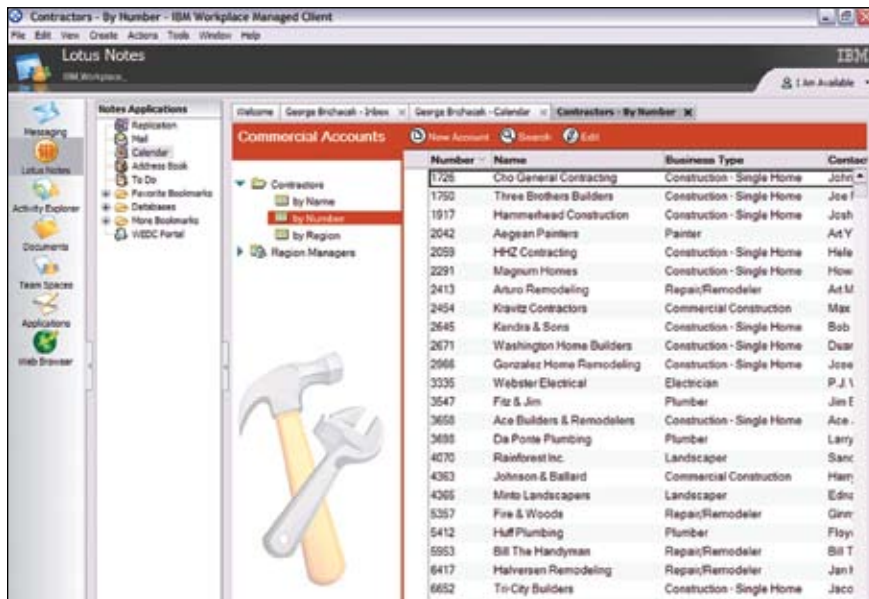 Contractors - By Number - IBM Workplace Managed Client
File Edit View Create Actions Tools Window Help
Lotus Notes
IBM Workplace
IBM
I Am Available
Messaging
Lotus Notes
Activity Explorer
Documents
Team Spaces
Applications
Web Browser
Notes Applications
Replication
Mail
Calendar
Address Book
To Do
Favorite Bookmarks
Databases
More Bookmarks
WEDC Portal
Welcome
George - Inbox
George - Calendar
Contractors - By Number
Commercial Accounts
New Account Search Edit
Contractors
by Name
by Number
by Region
Region Managers
Number Name Business Type Contac
1726 Cho General Contracting Construction - Single Home John
1750 Three Brothers Builders Construction - Single Home Joe
1917 Hammerhead Construction Construction - Single Home Josh
2042 Aegean Painters Painter Art Y
2059 HHZ Contracting Construction - Single Home Hele
2291 Magnum Homes Construction - Single Home How
2413 Arturo Remodeling Repair/Remodeler Art M
2454 Kravitz Contractors Commercial Construction Max
2645 Kendra & Sons Construction - Single Home Bob
2671 Washington Home Builders Construction - Single Home Duar
2966 Gonzalez Home Remodeling Construction - Single Home Jose
3335 Webster Electrical Electrician P.J.
3547 Fitz & Jim Plumber Jim
3658 Ace Builders & Remodelers Construction - Single Home Ace
3698 Da Ponte Plumbing Plumber Larry
4070 Rainforest Inc. Landscaper Sand
4363 Johnson & Ballard Commercial Construction Harry
4365 Minto Landscapers Landscaper Edna
5357 Fire & Woods Repair/Remodeler Ginn
5412 Huff Plumbing Plumber Floy
5953 Bill The Handyman Repair/Remodeler Bill T
6417 Halversen Remodeling Repair/Remodeler Jan
6652 Tri-City Builders Construction - Single Home Jaco